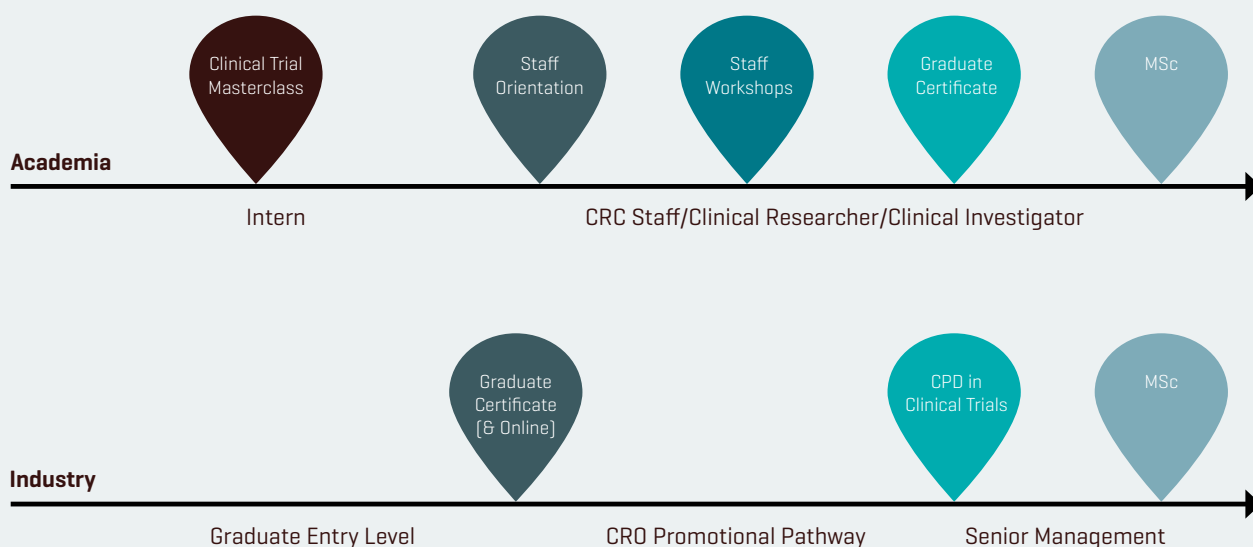 Clinical Trial
Masterclass
Staff
Orientation
Staff
Workshops
Graduate
Certificate
MSc
Academia
Intern
CRC Staff/Clinical Researcher/Clinical Investigator
Graduate
Certificate
[& Online]
CPD in
Clinical Trials
MSc
Industry
Graduate Entry Level
CRO Promotional Pathway
Senior Management